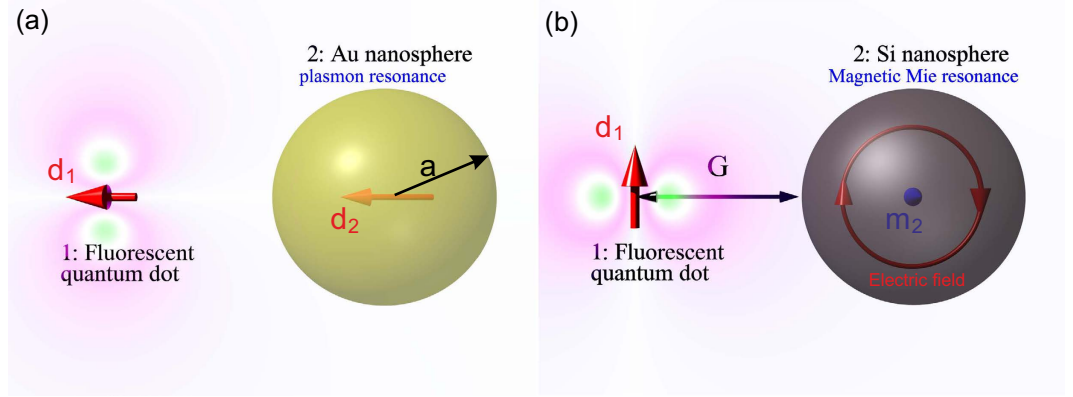 (a)
2: Au nanosphere
plasmon resonance
d1
a
d2
1: Fluorescent
quantum dot
(b)
2: Si nanosphere
Magnetic Mie resonance
d1
G
m2
1: Fluorescent
quantum dot
Electric field